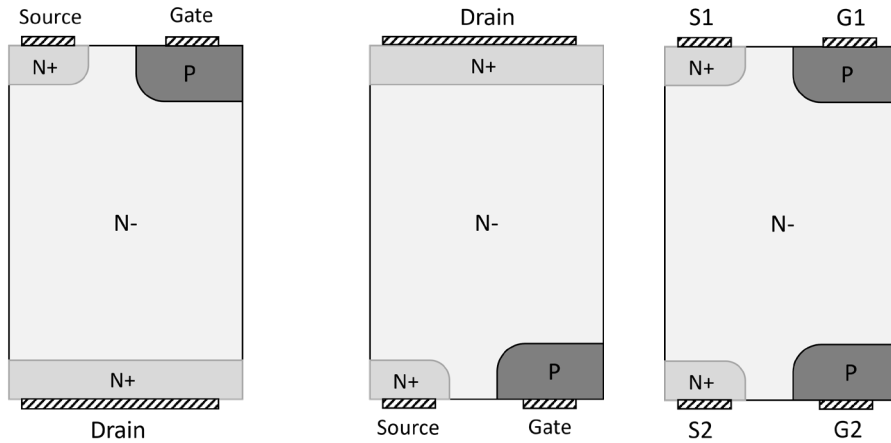 Source Gate
N+
P
N-
N+
Drain
Drain
N+
N-
N+
P
Source Gate
S1 G1
N+
P
N-
N+
P
S2 G2